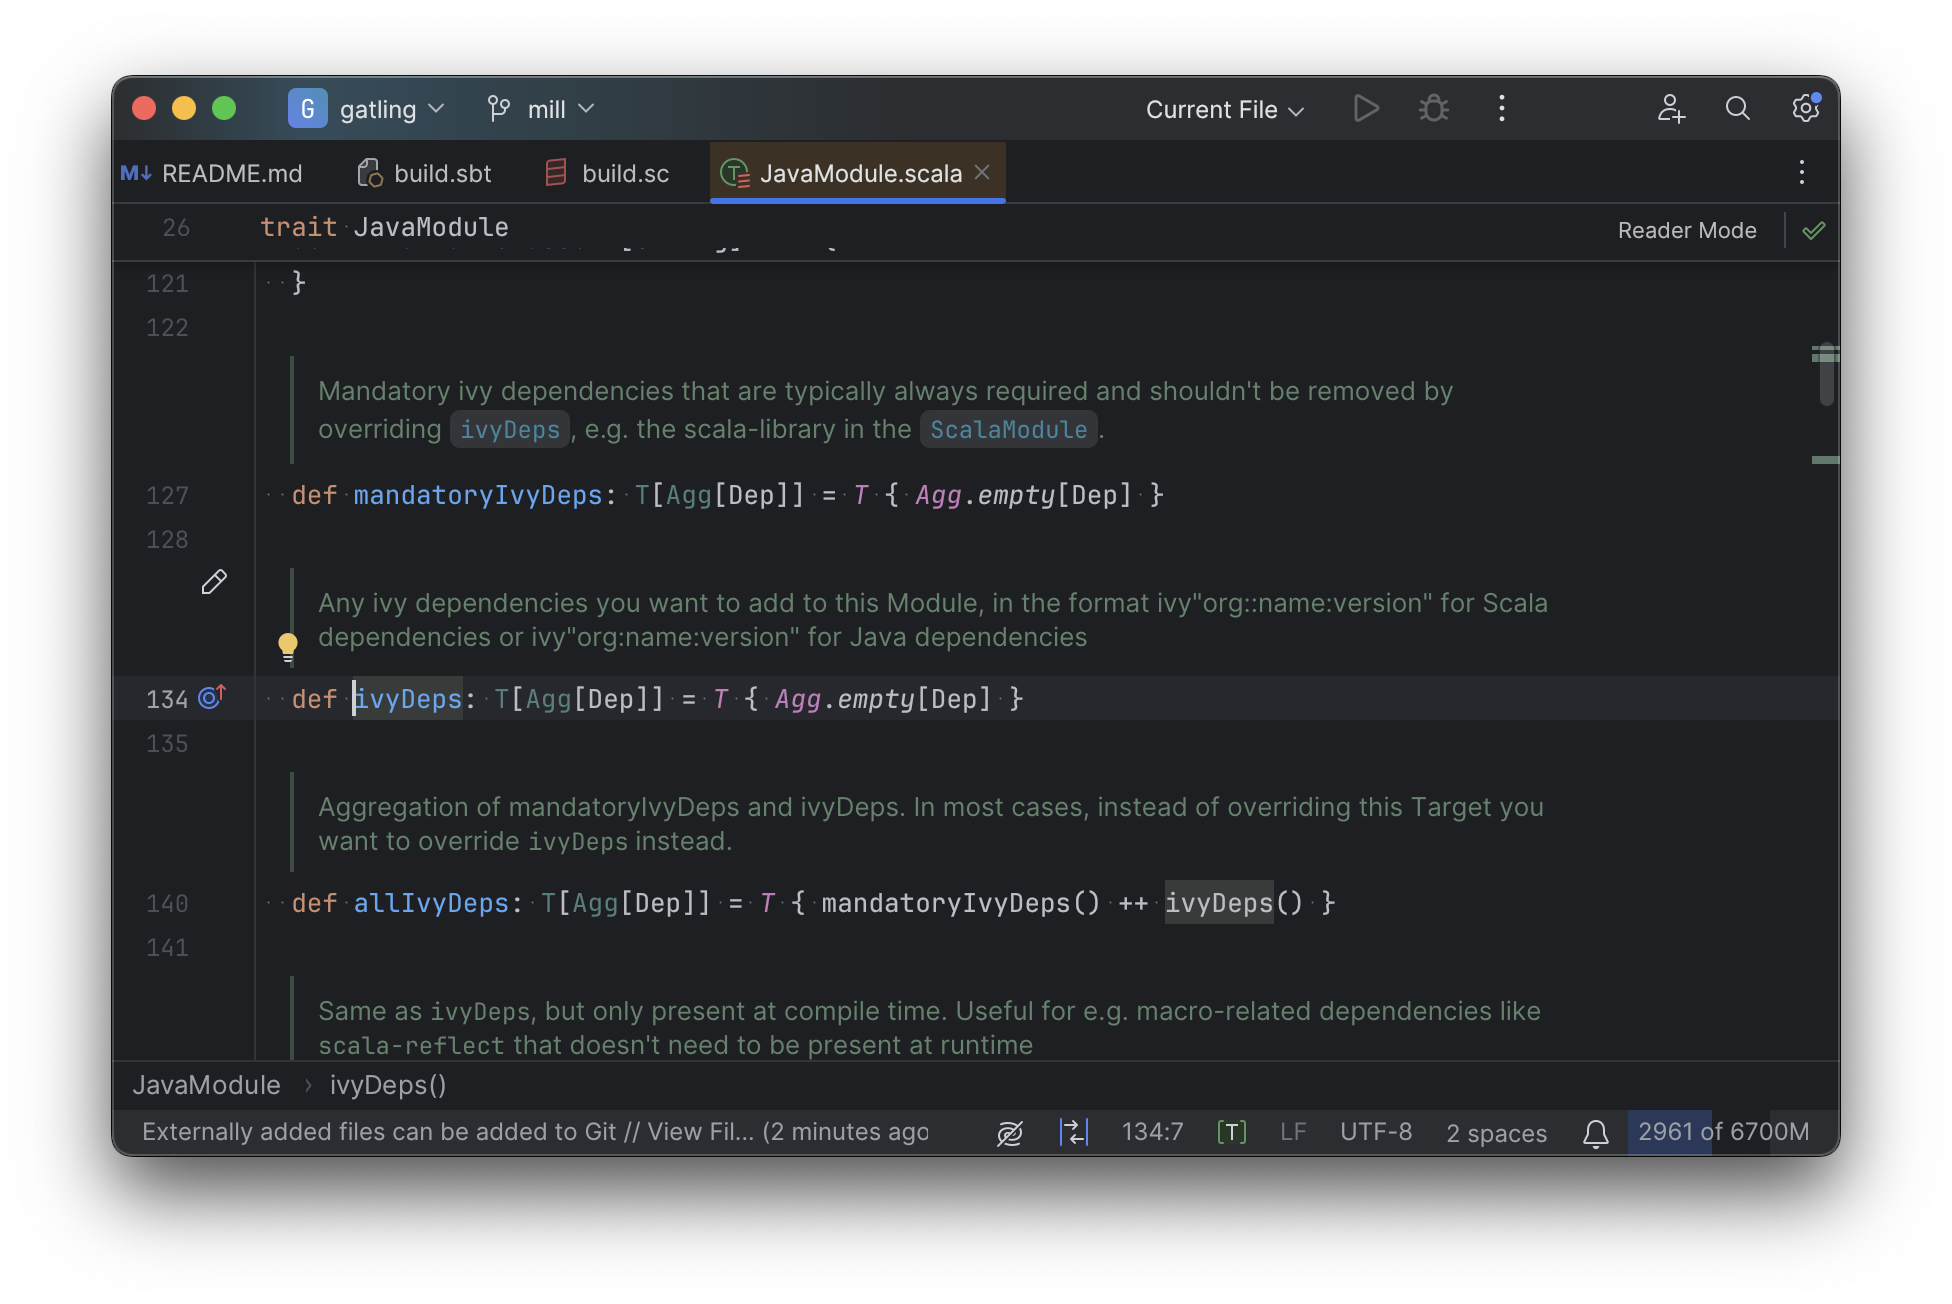 G gatling mill Current File
README.md build.sbt build.sc JavaModule.scala
26 trait JavaModule Reader Mode
121 }
122
Mandatory ivy dependencies that are typically always required and shouldn't be removed by
overriding ivyDeps, e.g. the scala-library in the ScalaModule.
127 def mandatoryIvyDeps: T[Agg[Dep]] = T { Agg.empty[Dep] }
128
Any ivy dependencies you want to add to this Module, in the format ivy"org::name:version" for Scala
dependencies or ivy"org:name:version" for Java dependencies
134 def ivyDeps: T[Agg[Dep]] = T { Agg.empty[Dep] }
135
Aggregation of mandatoryIvyDeps and ivyDeps. In most cases, instead of overriding this Target you
want to override ivyDeps instead.
140 def allIvyDeps: T[Agg[Dep]] = T { mandatoryIvyDeps() ++ ivyDeps() }
141
Same as ivyDeps, but only present at compile time. Useful for e.g. macro-related dependencies like
scala-reflect that doesn't need to be present at runtime
JavaModule › ivyDeps()
Externally added files can be added to Git // View Fil... (2 minutes ago 134:7 [T] LF UTF-8 2 spaces 2961 of 6700M